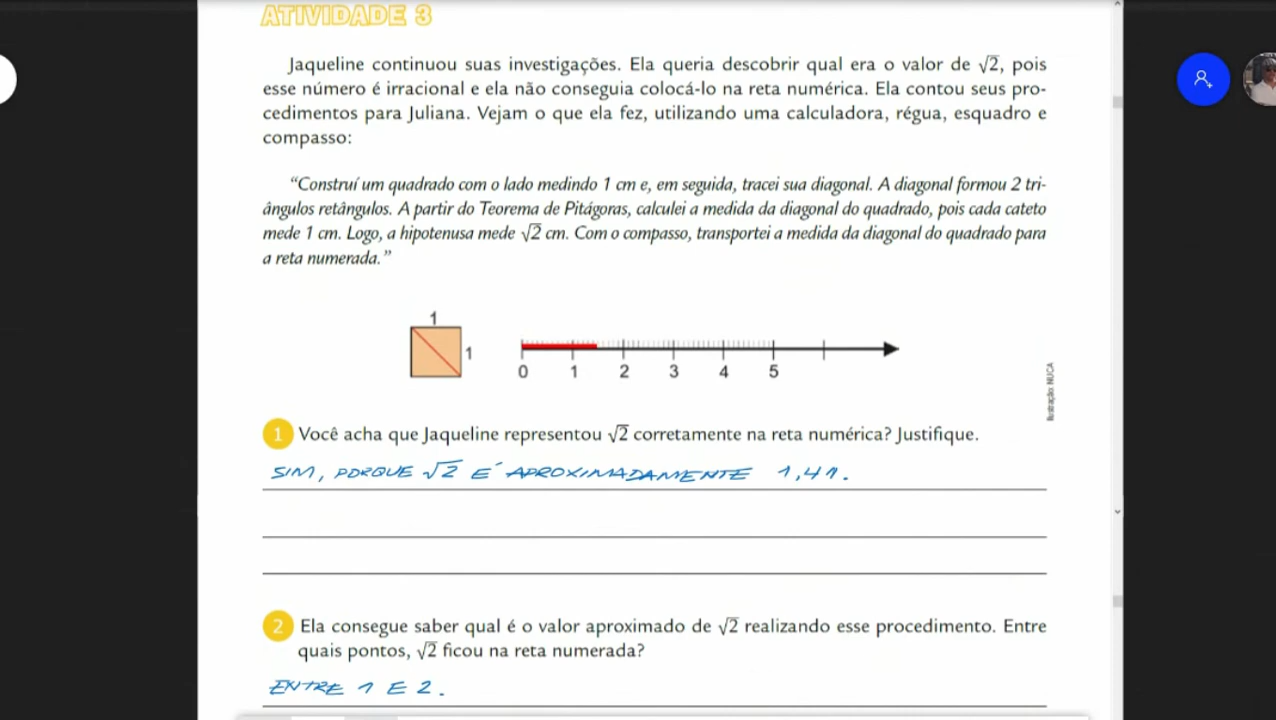 ATIVIDADE 3
Jaqueline continuou suas investigações. Ela queria descobrir qual era o valor de √2, pois
esse número é irracional e ela não conseguia colocá-lo na reta numérica. Ela contou seus pro-
cedimentos para Juliana. Vejam o que ela fez, utilizando uma calculadora, régua, esquadro e
compasso:
“Construí um quadrado com o lado medindo 1 cm e, em seguida, tracei sua diagonal. A diagonal formou 2 tri-
ângulos retângulos. A partir do Teorema de Pitágoras, calculei a medida da diagonal do quadrado, pois cada cateto
mede 1 cm. Logo, a hipotenusa mede √2 cm. Com o compasso, transportei a medida da diagonal do quadrado para
a reta numerada.”
1
1
0 1 2 3 4 5
Ilustração: NUCA
1 Você acha que Jaqueline representou √2 corretamente na reta numérica? Justifique.
SIM, PORQUE √2 É APROXIMADAMENTE 1,41.
2 Ela consegue saber qual é o valor aproximado de √2 realizando esse procedimento. Entre
quais pontos, √2 ficou na reta numerada?
ENTRE 1 E 2.